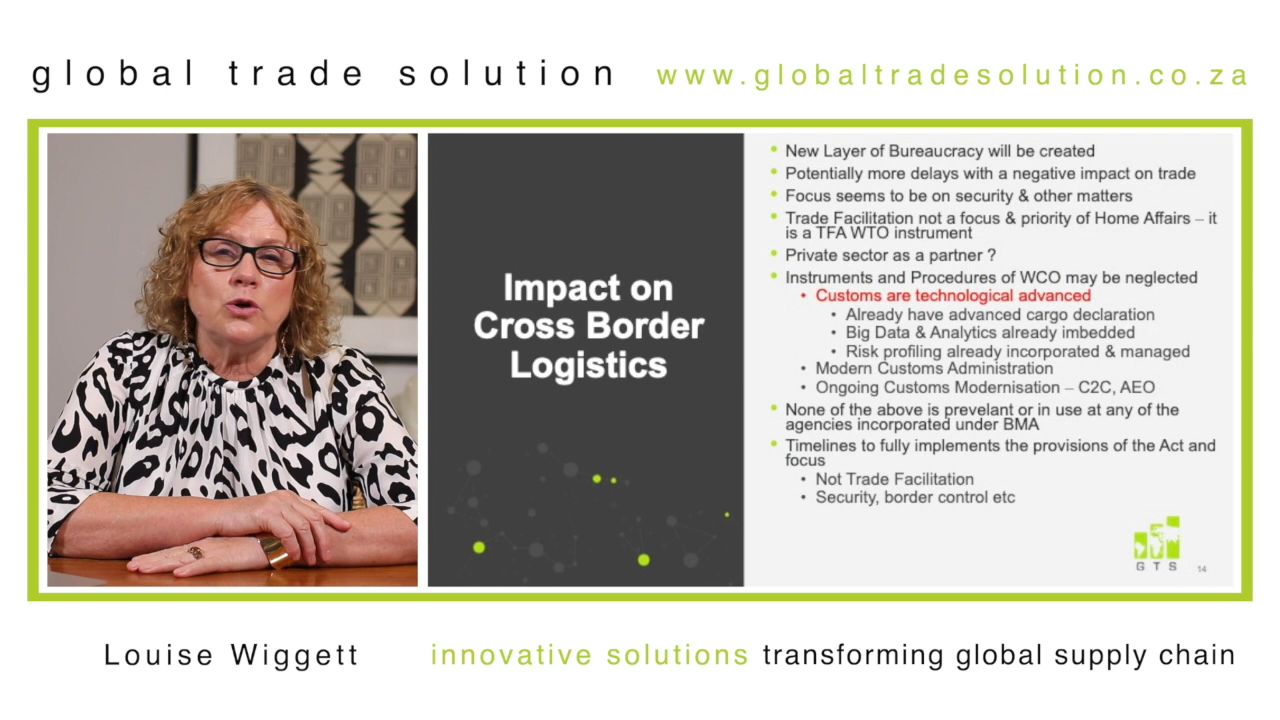 global trade solution www.globaltradesolution.co.za
Impact on
Cross Border
Logistics
• New Layer of Bureaucracy will be created
• Potentially more delays with a negative impact on trade
• Focus seems to be on security & other matters
• Trade Facilitation not a focus & priority of Home Affairs – it
is a TFA WTO instrument
• Private sector as a partner ?
• Instruments and Procedures of WCO may be neglected
• Customs are technological advanced
• Already have advanced cargo declaration
• Big Data & Analytics already imbedded
• Risk profiling already incorporated & managed
• Modern Customs Administration
• Ongoing Customs Modernisation – C2C, AEO
• None of the above is prevelant or in use at any of the
agencies incorporated under BMA
• Timelines to fully implements the provisions of the Act and
focus
• Not Trade Facilitation
• Security, border control etc
G T S
14
Louise Wiggett
innovative solutions transforming global supply chain